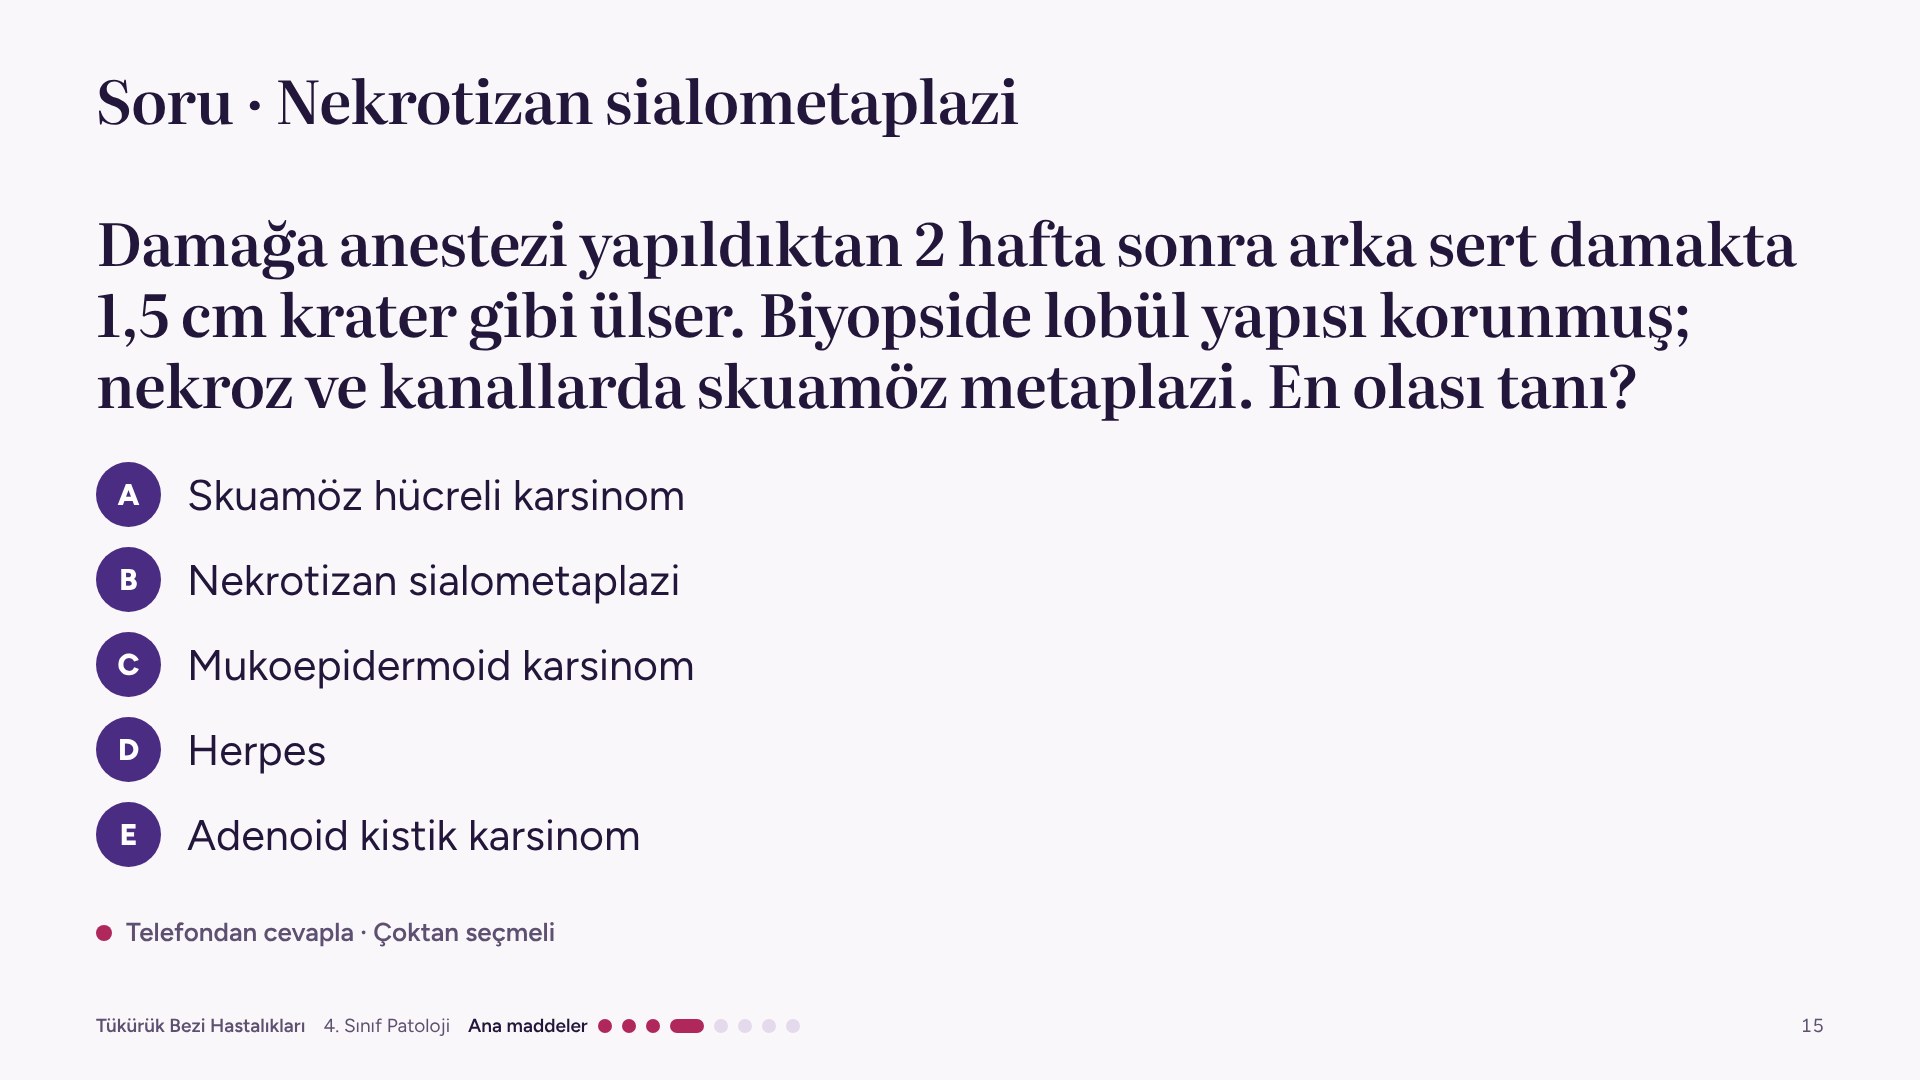 Soru · Nekrotizan sialometaplazi
Damağa anestezi yapıldıktan 2 hafta sonra arka sert damakta
1,5 cm krater gibi ülser. Biyopside lobül yapısı korunmuş;
nekroz ve kanallarda skuamöz metaplazi. En olası tanı?
A Skuamöz hücreli karsinom
B Nekrotizan sialometaplazi
C Mukoepidermoid karsinom
D Herpes
E Adenoid kistik karsinom
Telefondan cevapla · Çoktan seçmeli
Tükürük Bezi Hastalıkları 4. Sınıf Patoloji Ana maddeler 15